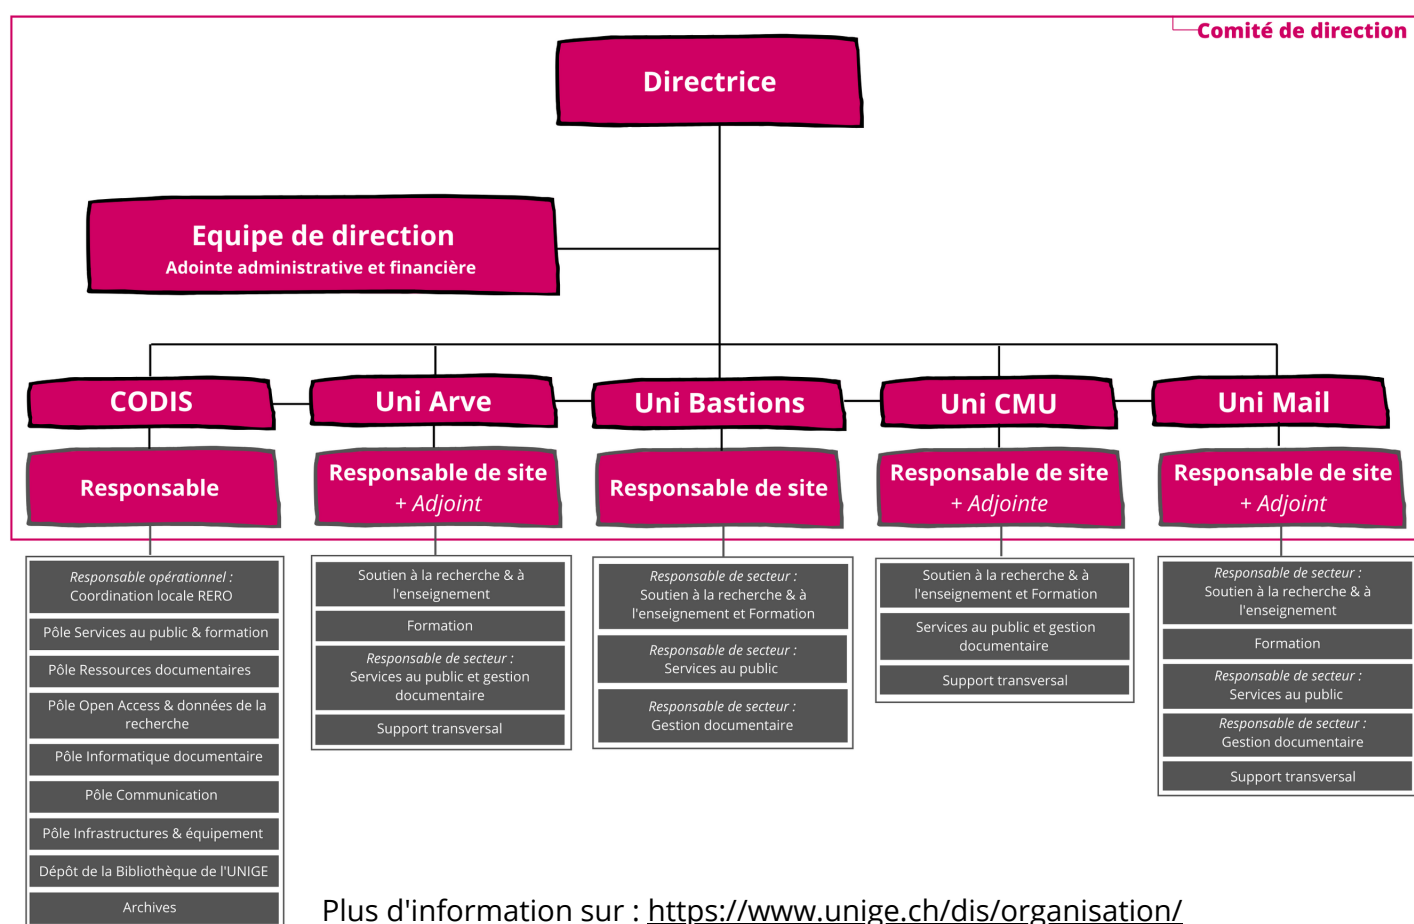 Comité de direction
Directrice
Equipe de direction
Adointe administrative et financière
CODIS
Uni Arve
Uni Bastions
Uni CMU
Uni Mail
Responsable
Responsable de site
+ Adjoint
Responsable de site
Responsable de site
+ Adjointe
Responsable de site
+ Adjoint
Responsable opérationnel :
Coordination locale RERO
Pôle Services au public & formation
Pôle Ressources documentaires
Pôle Open Access & données de la
recherche
Pôle Informatique documentaire
Pôle Communication
Pôle Infrastructures & équipement
Dépôt de la Bibliothèque de l'UNIGE
Archives
Soutien à la recherche & à
l'enseignement
Formation
Responsable de secteur :
Services au public et gestion
documentaire
Support transversal
Responsable de secteur :
Soutien à la recherche & à
l'enseignement et Formation
Responsable de secteur :
Services au public
Responsable de secteur :
Gestion documentaire
Soutien à la recherche & à
l'enseignement et Formation
Services au public et gestion
documentaire
Support transversal
Responsable de secteur :
Soutien à la recherche & à
l'enseignement
Formation
Responsable de secteur :
Services au public
Responsable de secteur :
Gestion documentaire
Support transversal
Plus d'information sur : https://www.unige.ch/dis/organisation/